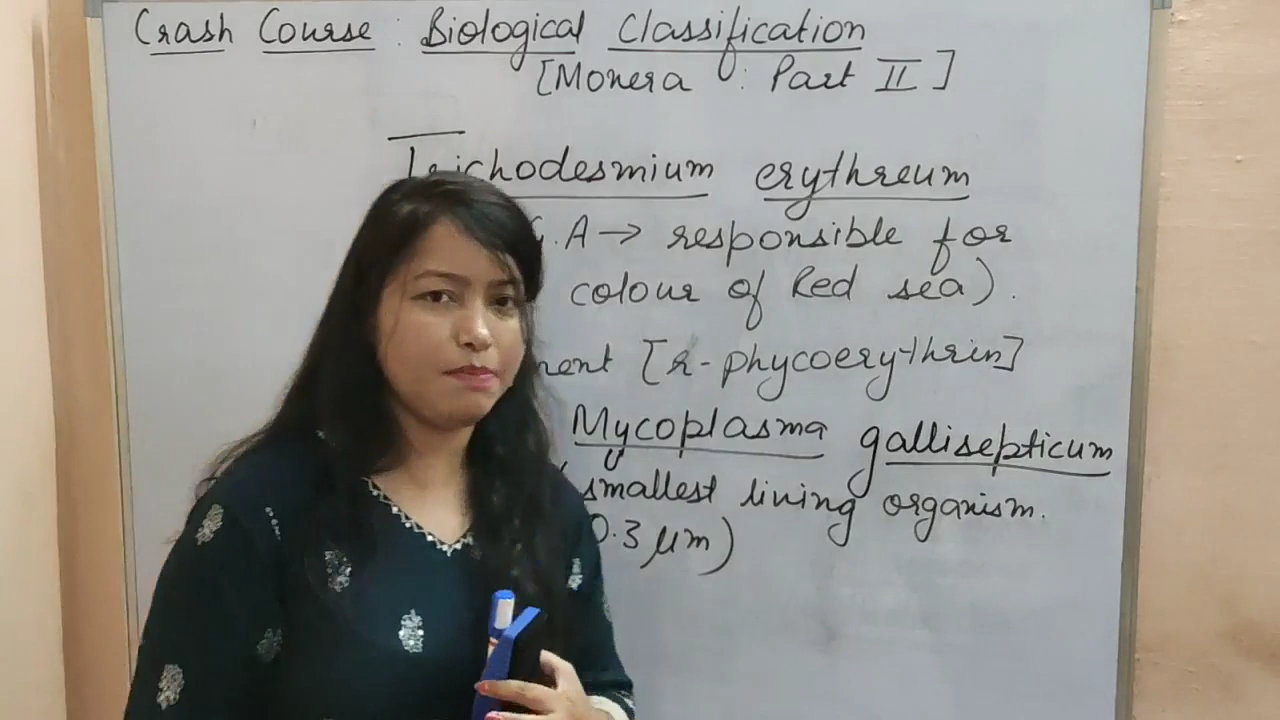 Crash Course : Biological Classification
[Monera : Part II]
Trichodesmium erythreum
G.A → responsible for
colour of Red sea).
ment [r-phycoerythrin]
Mycoplasma gallisepticum
(smallest living organism.
0.3 μm)